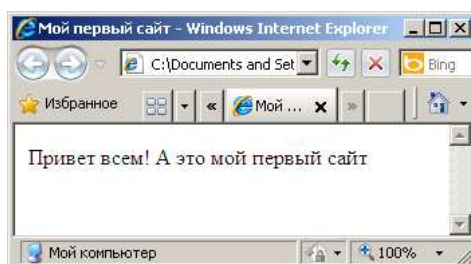 Мой первый сайт - Windows Internet Explorer
C:\Documents and Set
Bing
Избранное
Мой ...
Привет всем! А это мой первый сайт
Мой компьютер
100%